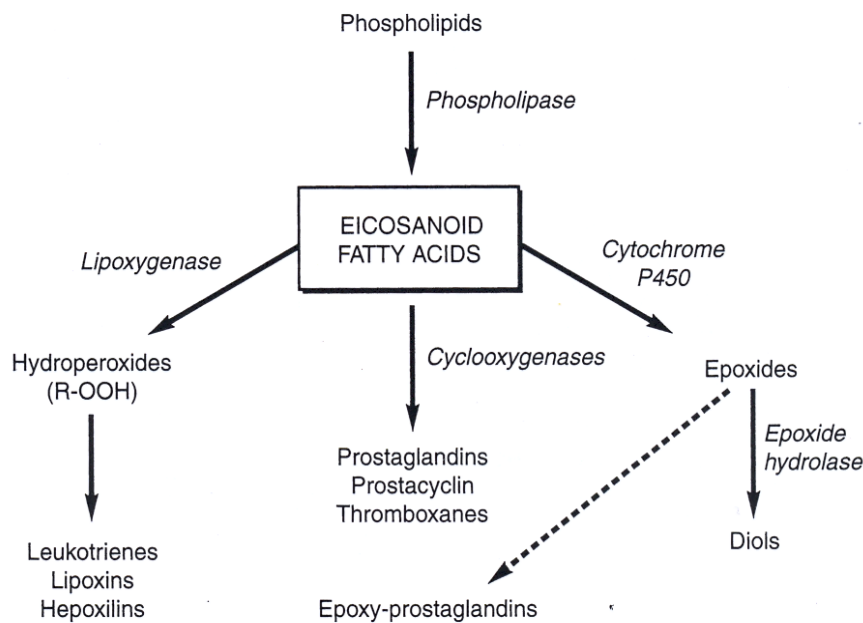 Phospholipids
Phospholipase
EICOSANOID
FATTY ACIDS
Lipoxygenase
Cytochrome
P450
Hydroperoxides
(R-OOH)
Cyclooxygenases
Epoxides
Epoxide
hydrolase
Prostaglandins
Prostacyclin
Thromboxanes
Leukotrienes
Lipoxins
Hepoxilins
Diols
Epoxy-prostaglandins